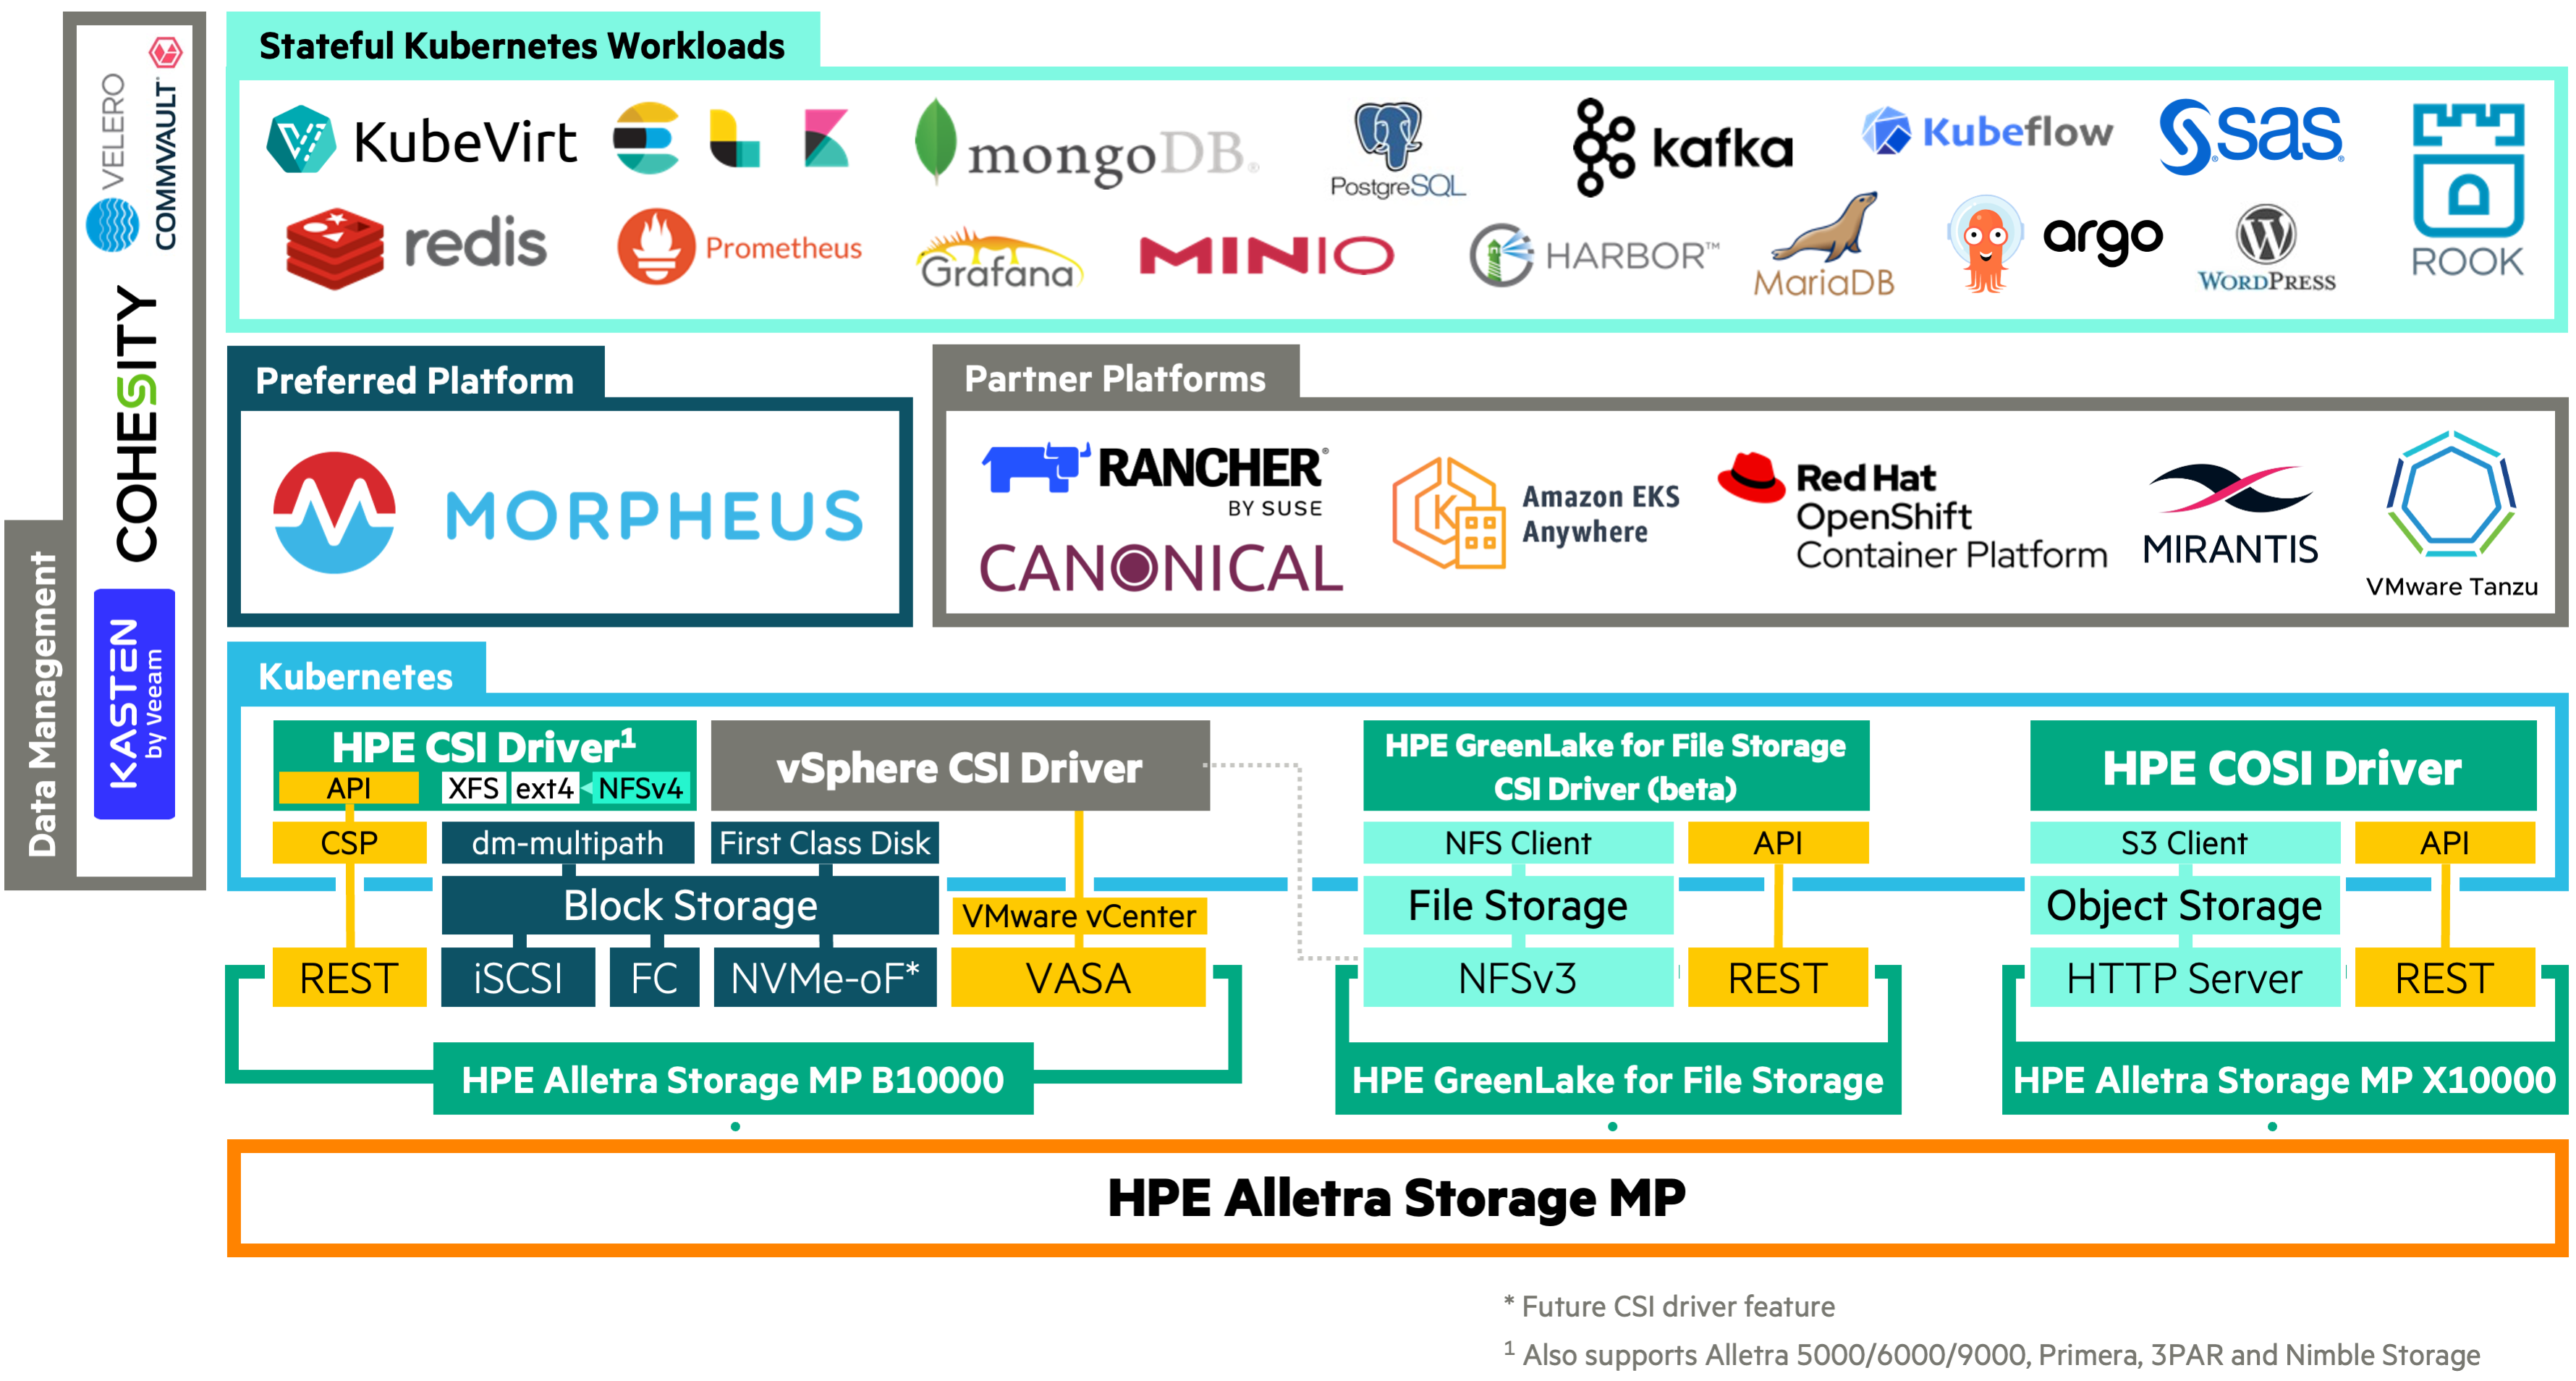 Data Management
VELERO
COMMVAULT
COHESITY
KASTEN
by Veeam
Stateful Kubernetes Workloads
KubeVirt
mongoDB®
PostgreSQL
kafka
Kubeflow
sas
ROOK
redis
Prometheus
Grafana
MINIO
HARBOR™
MariaDB
argo
WORDPRESS
Preferred Platform
MORPHEUS
Partner Platforms
RANCHER®
BY SUSE
CANONICAL
Amazon EKS
Anywhere
Red Hat
OpenShift
Container Platform
MIRANTIS
VMware Tanzu
Kubernetes
HPE CSI Driver¹
API
XFS
ext4
NFSv4
CSP
dm-multipath
vSphere CSI Driver
First Class Disk
Block Storage
VMware vCenter
REST
iSCSI
FC
NVMe-oF*
VASA
HPE Alletra Storage MP B10000
HPE GreenLake for File Storage
CSI Driver (beta)
NFS Client
API
File Storage
NFSv3
REST
HPE GreenLake for File Storage
HPE COSI Driver
S3 Client
API
Object Storage
HTTP Server
REST
HPE Alletra Storage MP X10000
HPE Alletra Storage MP
* Future CSI driver feature
¹ Also supports Alletra 5000/6000/9000, Primera, 3PAR and Nimble Storage